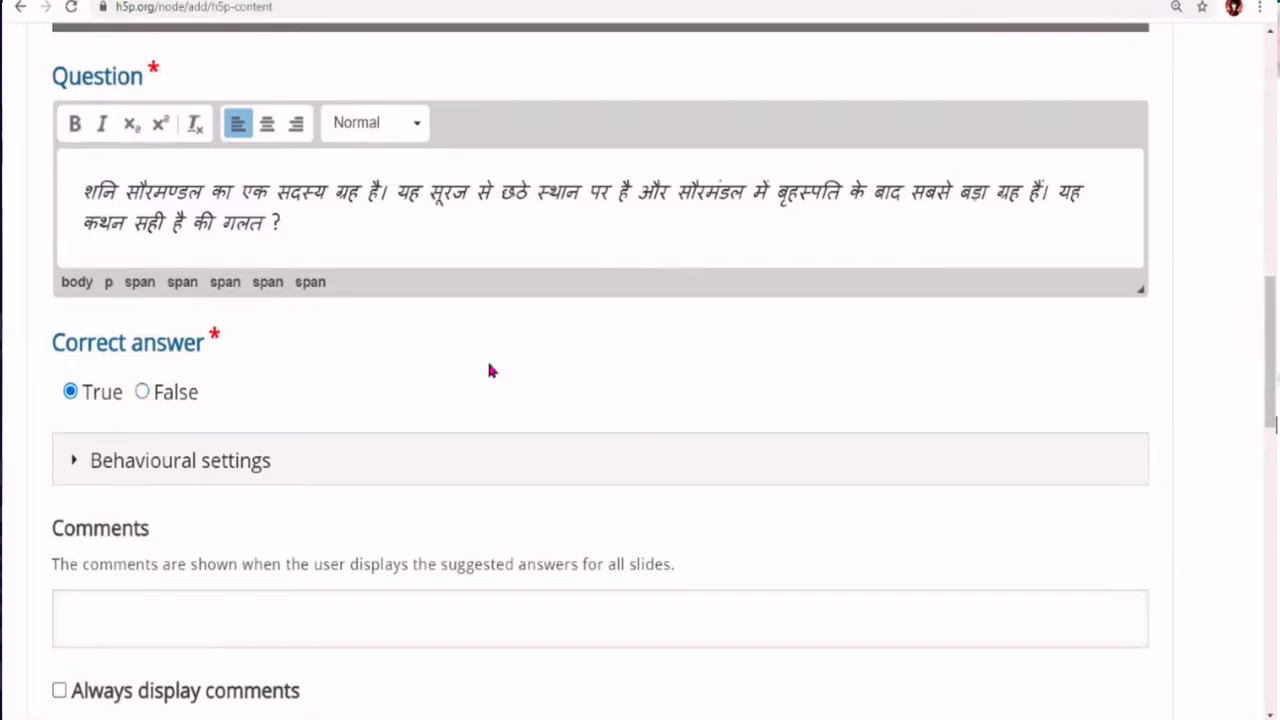 h5p.org/node/add/h5p-content
Question *
B I x₂ x² Tx Normal
शनि सौरमण्डल का एक सदस्य ग्रह है। यह सूरज से छठे स्थान पर है और सौरमंडल में बृहस्पति के बाद सबसे बड़ा ग्रह हैं। यह
कथन सही है की गलत ?
body p span span span span span
Correct answer *
True False
Behavioural settings
Comments
The comments are shown when the user displays the suggested answers for all slides.
Always display comments